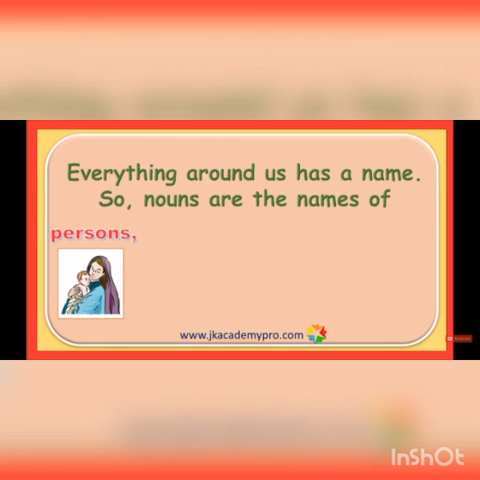 Everything around us has a name.
So, nouns are the names of
persons,
www.jkacademypro.com
InShOt